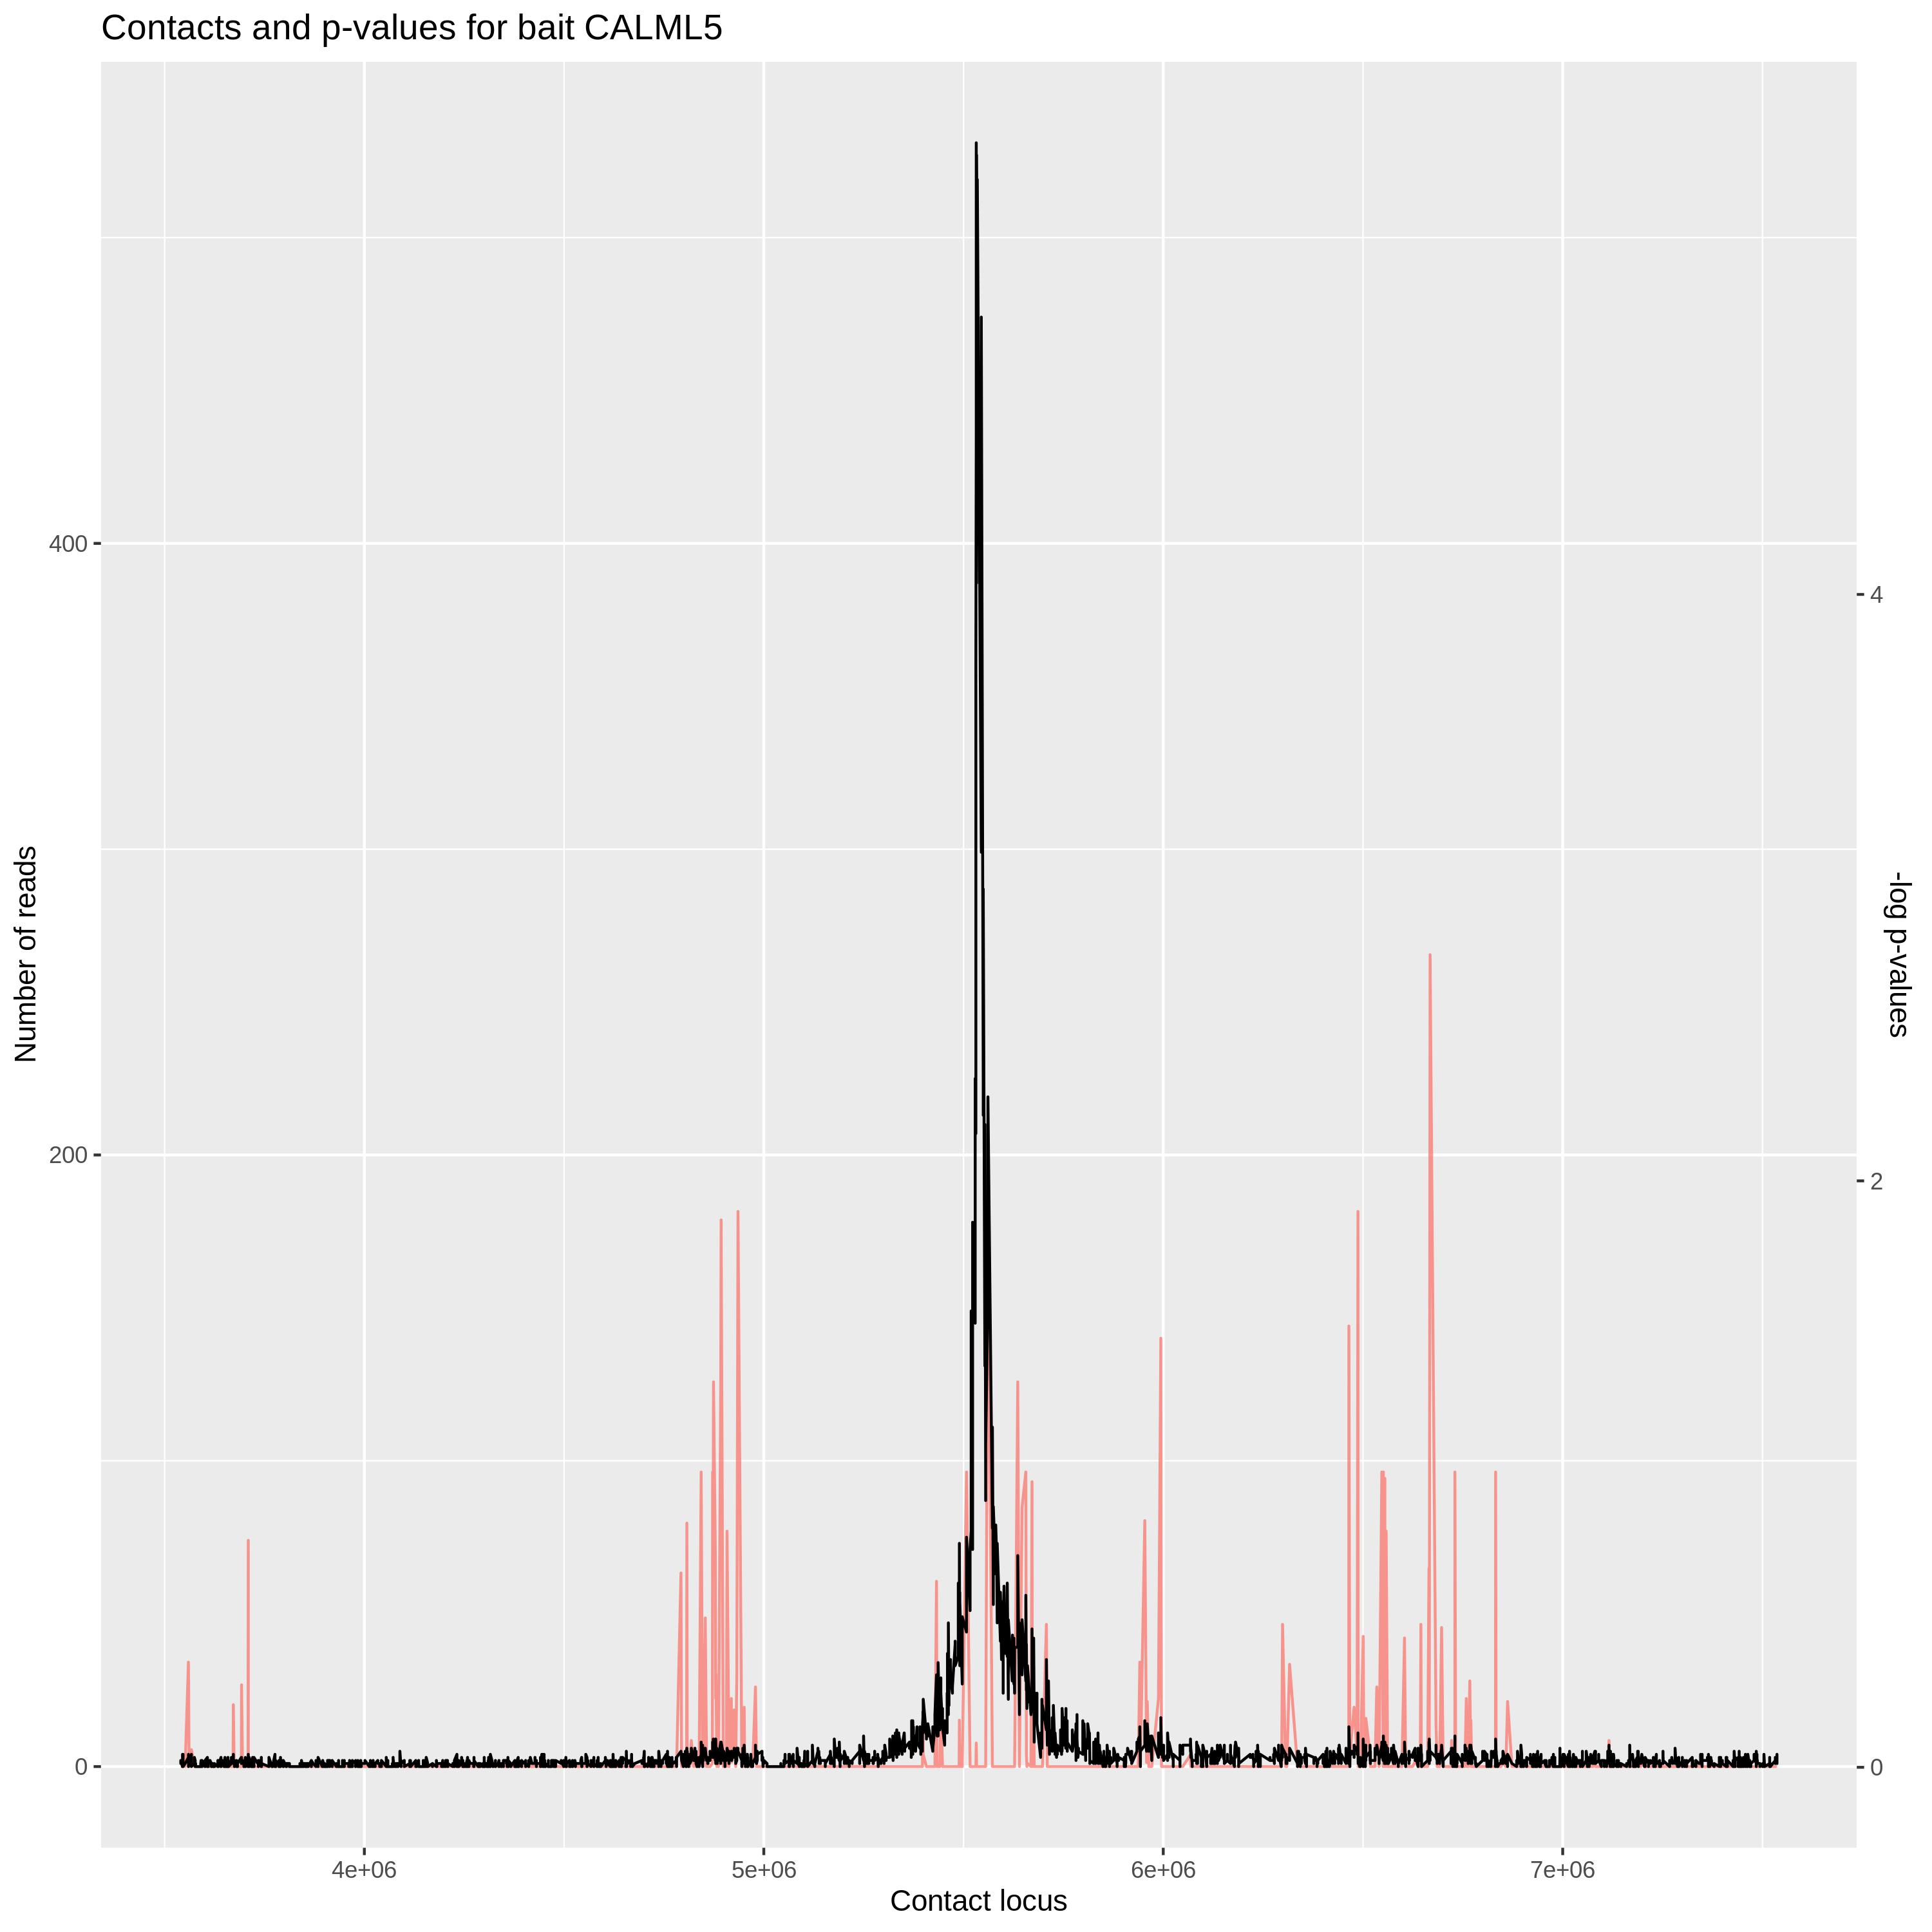 Contacts and p-values for bait CALML5
Number of reads
400
200
0
4
2
0
-log p-values
4e+06
5e+06
6e+06
7e+06
Contact locus